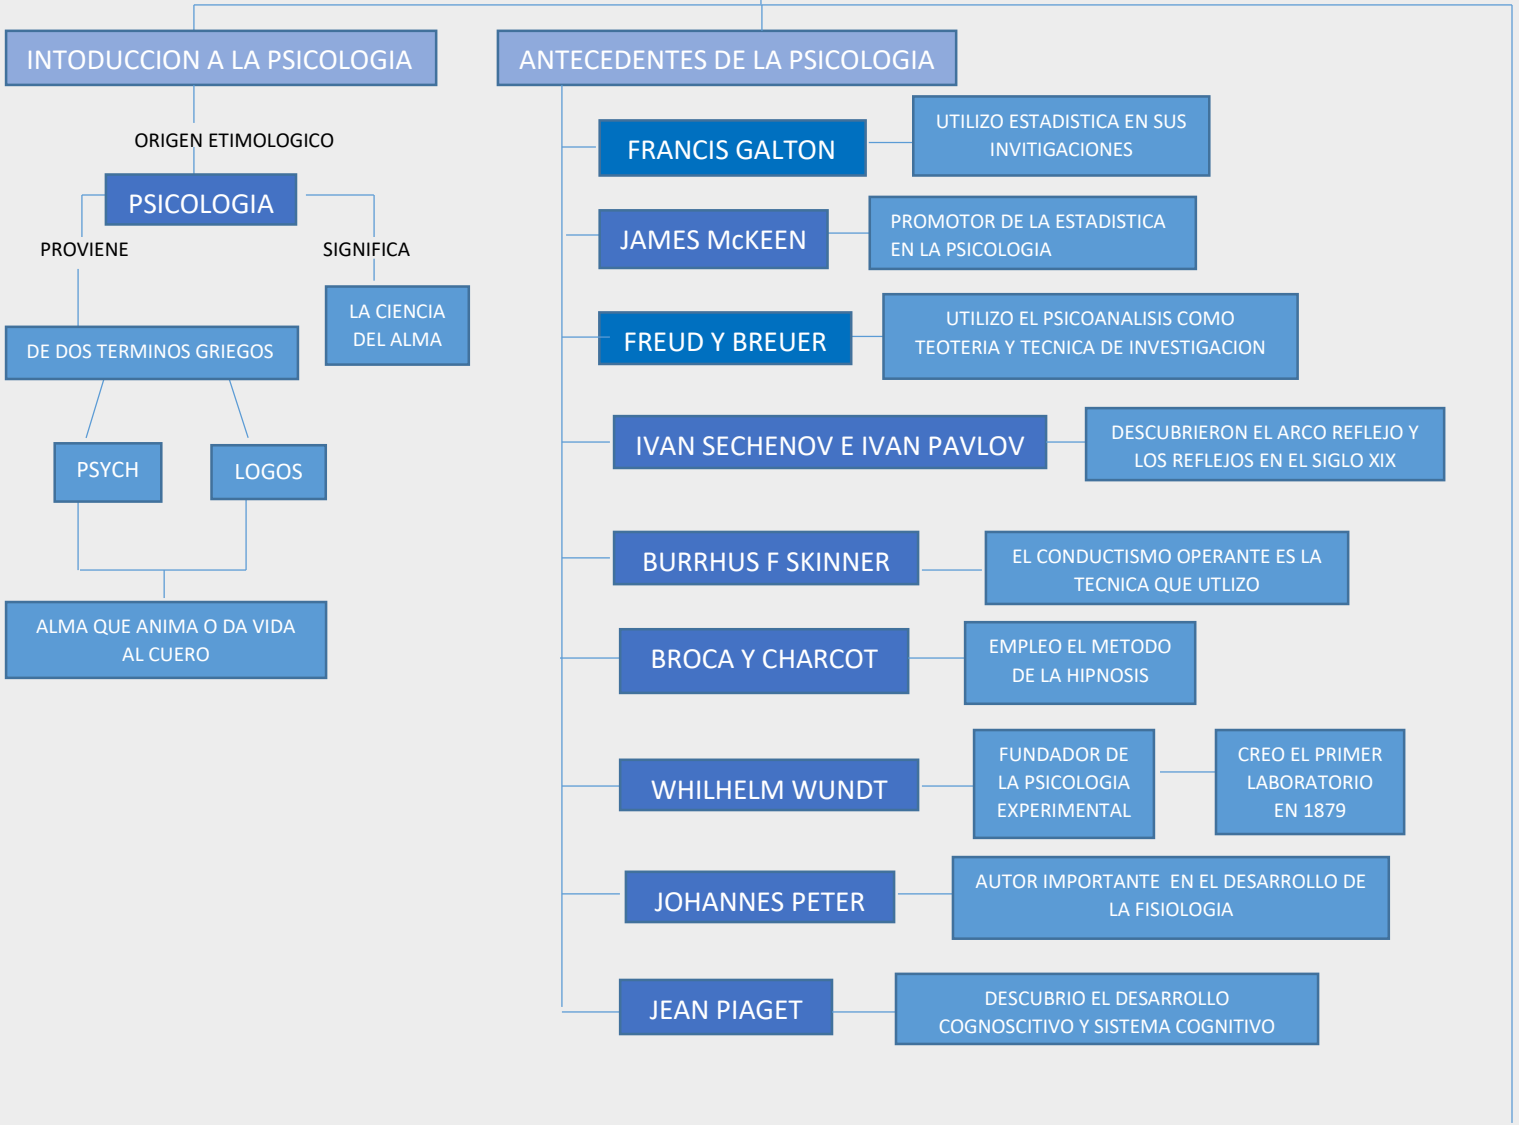 INTODUCCION A LA PSICOLOGIA
ORIGEN ETIMOLOGICO
PSICOLOGIA
PROVIENE
SIGNIFICA
LA CIENCIA
DEL ALMA
DE DOS TERMINOS GRIEGOS
PSYCH
LOGOS
ALMA QUE ANIMA O DA VIDA
AL CUERO
ANTECEDENTES DE LA PSICOLOGIA
FRANCIS GALTON
UTILIZO ESTADISTICA EN SUS
INVITIGACIONES
JAMES McKEEN
PROMOTOR DE LA ESTADISTICA
EN LA PSICOLOGIA
FREUD Y BREUER
UTILIZO EL PSICOANALISIS COMO
TEOTERIA Y TECNICA DE INVESTIGACION
IVAN SECHENOV E IVAN PAVLOV
DESCUBRIERON EL ARCO REFLEJO Y
LOS REFLEJOS EN EL SIGLO XIX
BURRHUS F SKINNER
EL CONDUCTISMO OPERANTE ES LA
TECNICA QUE UTLIZO
BROCA Y CHARCOT
EMPLEO EL METODO
DE LA HIPNOSIS
WHILHELM WUNDT
FUNDADOR DE
LA PSICOLOGIA
EXPERIMENTAL
CREO EL PRIMER
LABORATORIO
EN 1879
JOHANNES PETER
AUTOR IMPORTANTE  EN EL DESARROLLO DE
LA FISIOLOGIA
JEAN PIAGET
DESCUBRIO EL DESARROLLO
COGNOSCITIVO Y SISTEMA COGNITIVO